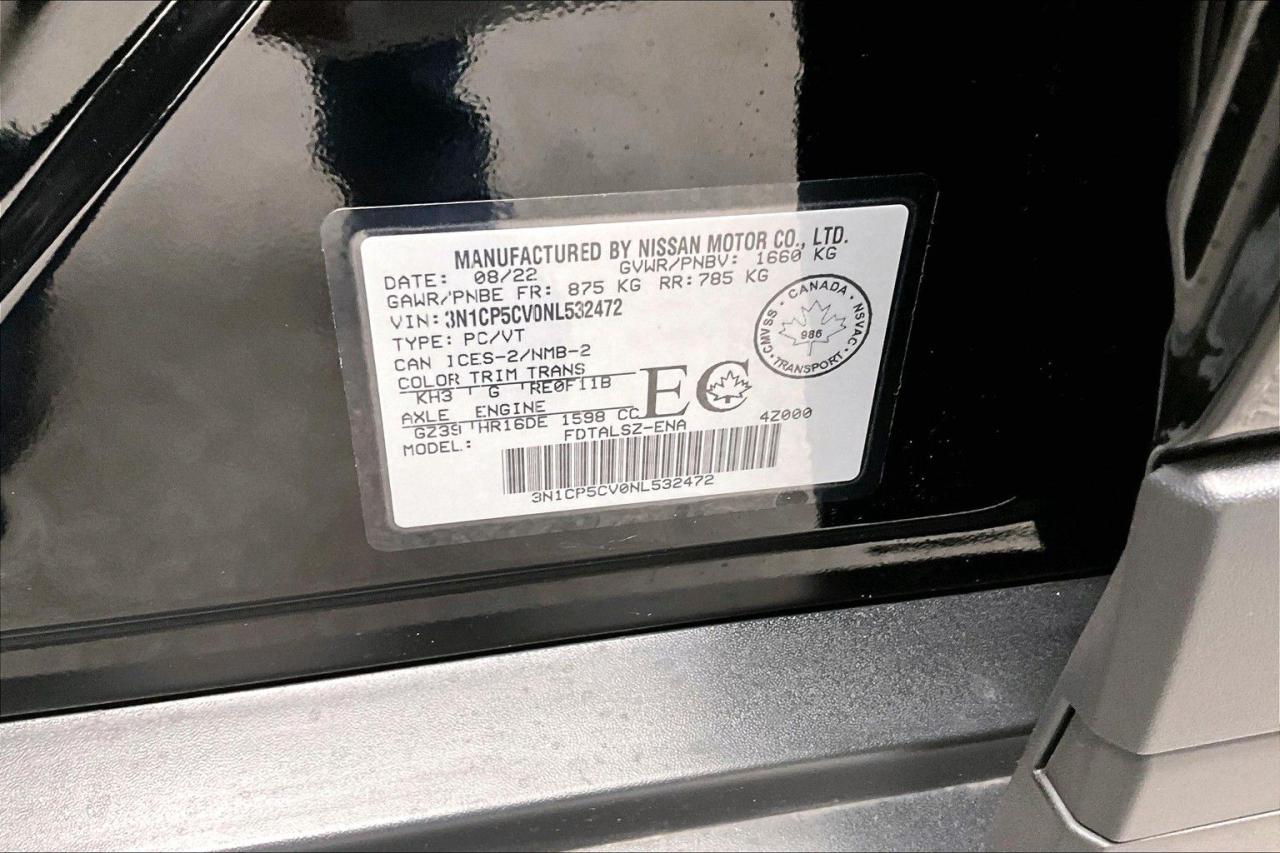 MANUFACTURED BY NISSAN MOTOR CO., LTD.
DATE: 08/22 GVWR/PNBV: 1660 KG
GAWR/PNBE FR: 875 KG RR: 785 KG
VIN: 3N1CP5CV0NL532472
TYPE: PC/VT
CAN ICES-2/NMB-2
COLOR TRIM TRANS
KH3 G RE0F11B
AXLE ENGINE
GZ39 HR16DE 1598 CC
MODEL: FDTALSZ-ENA 4Z000
EC
CANADA
CMVSS NSVAC
986
TRANSPORT
3N1CP5CV0NL532472